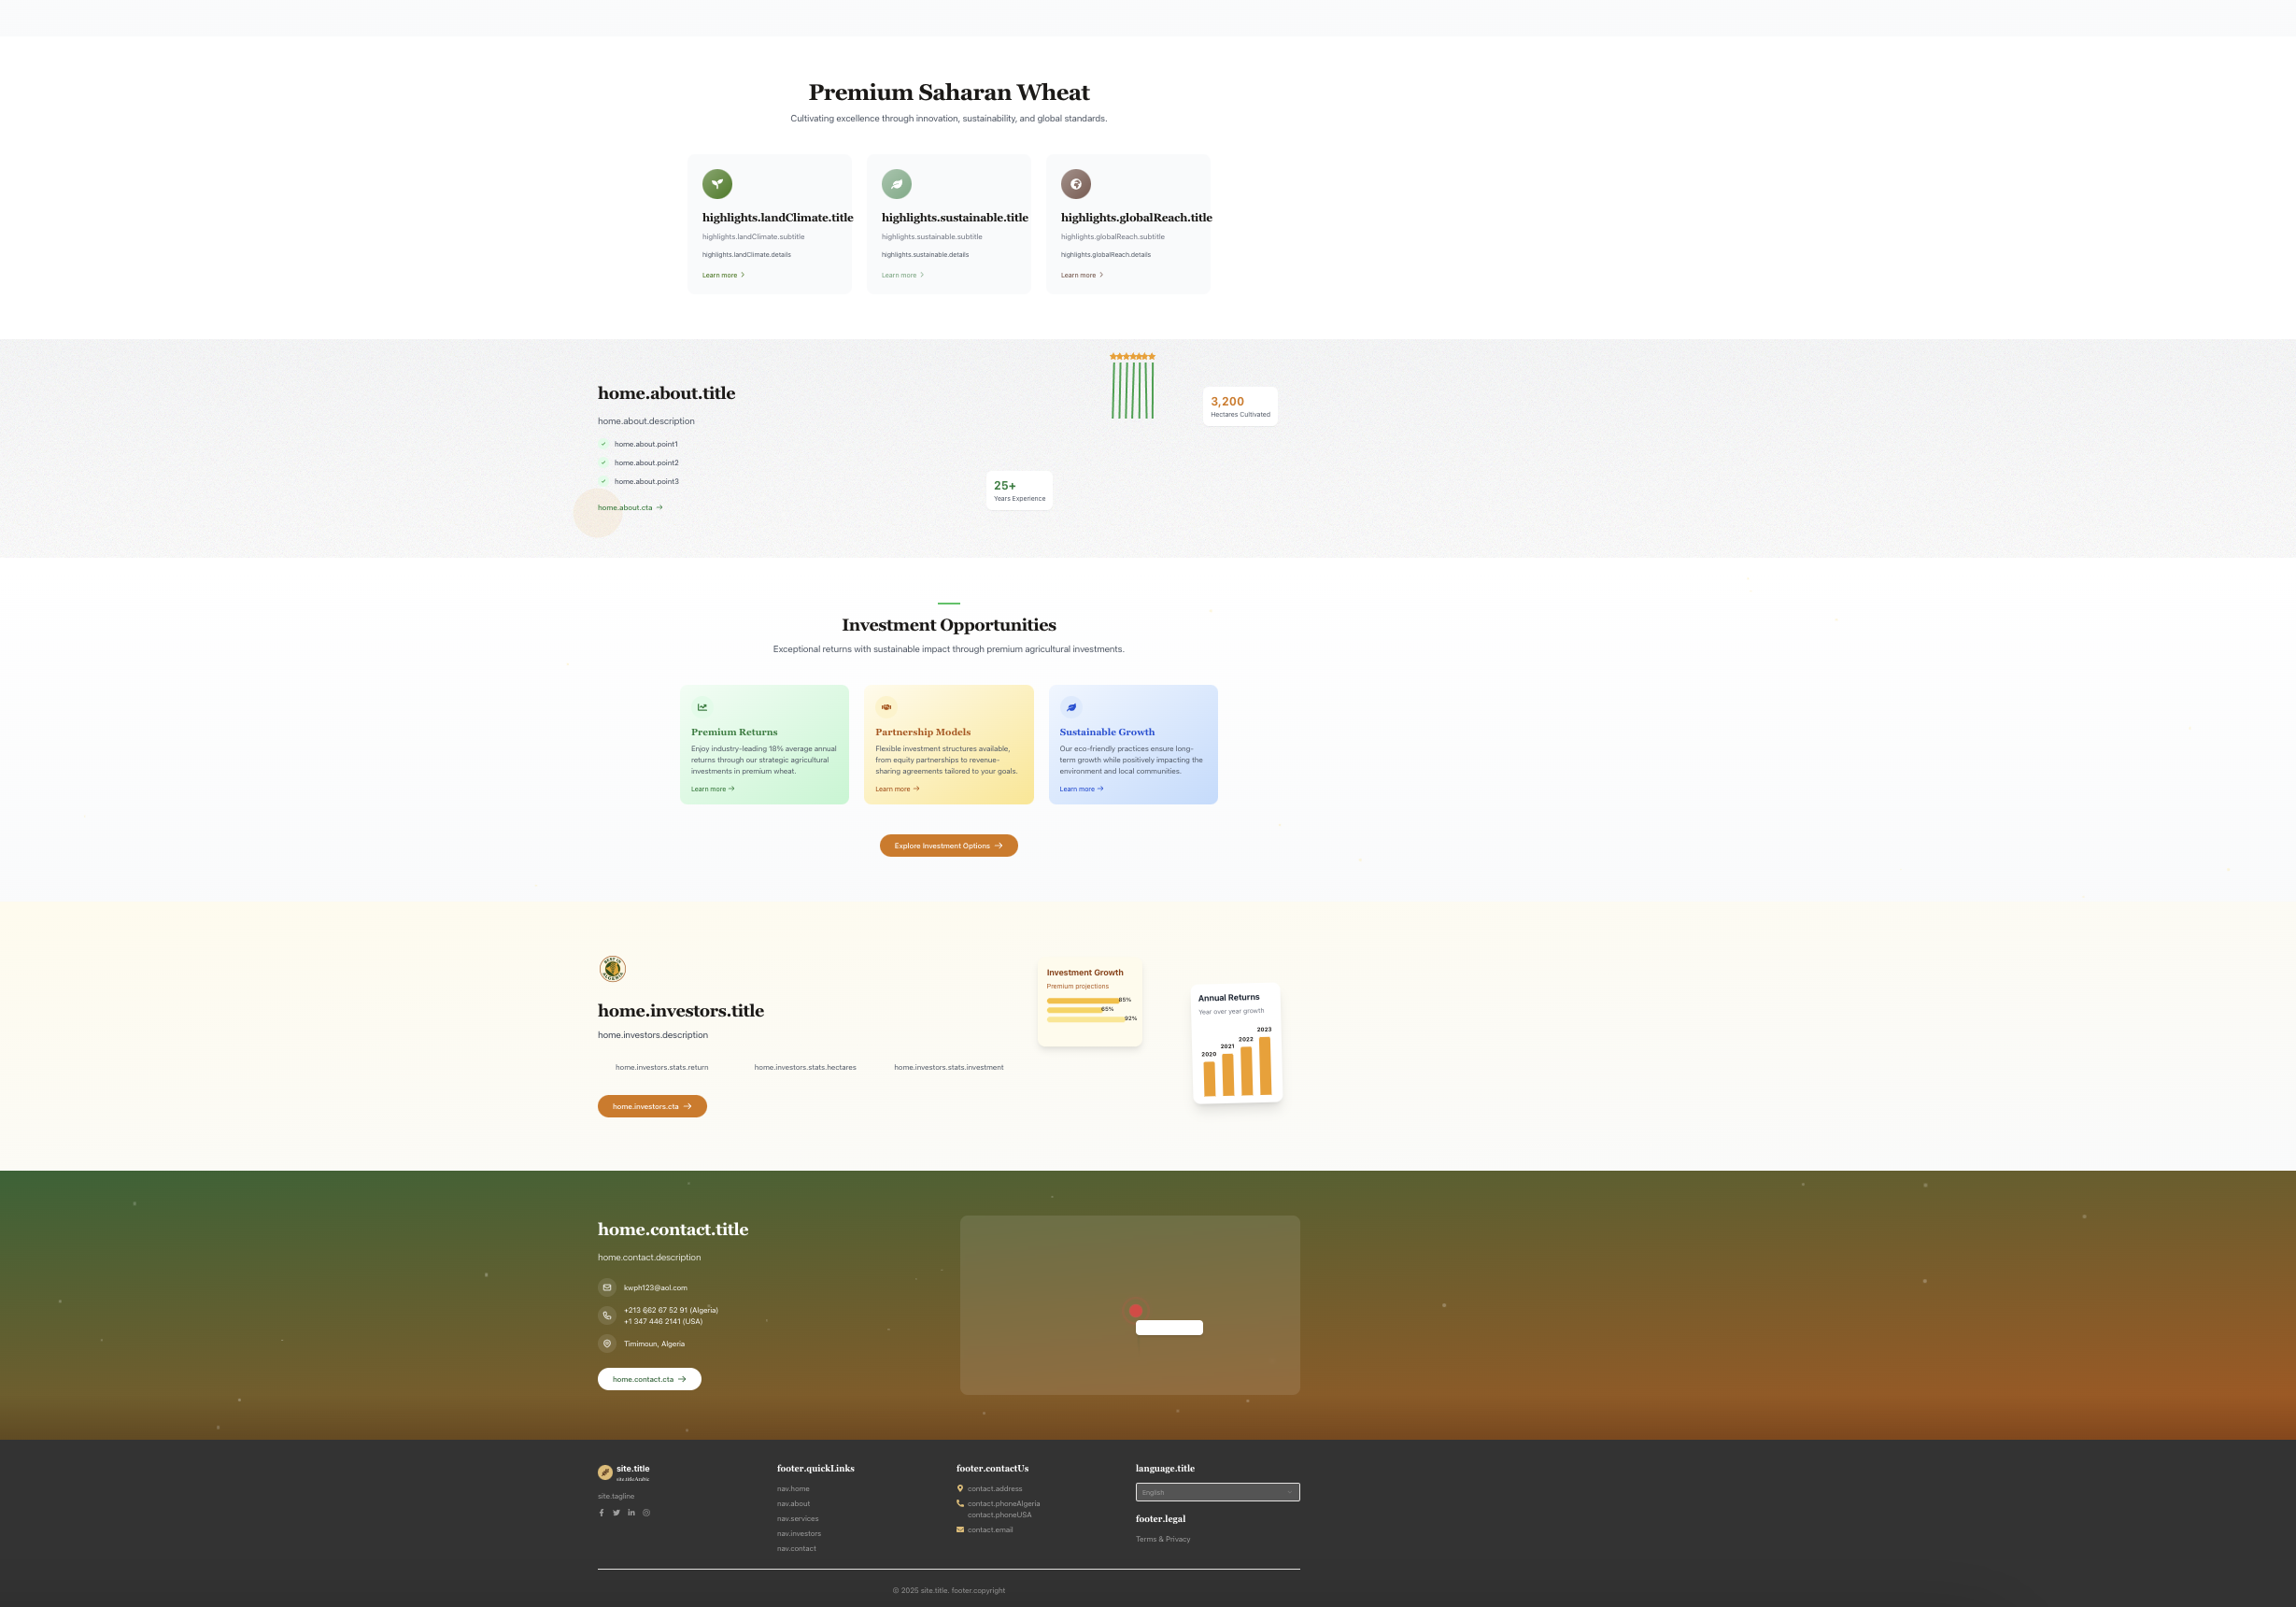 Premium Saharan Wheat
Cultivating excellence through innovation, sustainability, and global standards.
highlights.landClimate.title
highlights.landClimate.subtitle
highlights.landClimate.details
Learn more
highlights.sustainable.title
highlights.sustainable.subtitle
highlights.sustainable.details
Learn more
highlights.globalReach.title
highlights.globalReach.subtitle
highlights.globalReach.details
Learn more
home.about.title
home.about.description
home.about.point1
home.about.point2
home.about.point3
home.about.cta
3,200
Hectares Cultivated
25+
Years Experience
Investment Opportunities
Exceptional returns with sustainable impact through premium agricultural investments.
Premium Returns
Enjoy industry-leading 18% average annual
returns through our strategic agricultural
investments in premium wheat.
Learn more
Partnership Models
Flexible investment structures available,
from equity partnerships to revenue-
sharing agreements tailored to your goals.
Learn more
Sustainable Growth
Our eco-friendly practices ensure long-
term growth while positively impacting the
environment and local communities.
Learn more
Explore Investment Options
home.investors.title
home.investors.description
home.investors.stats.return
home.investors.stats.hectares
home.investors.stats.investment
home.investors.cta
Investment Growth
Premium projections
85%
65%
92%
Annual Returns
Year over year growth
2020
2021
2022
2023
home.contact.title
home.contact.description
kwph123@aol.com
+213 662 67 52 91 (Algeria)
+1 347 446 2141 (USA)
Timimoun, Algeria
home.contact.cta
site.title
site.titleArabic
site.tagline
footer.quickLinks
nav.home
nav.about
nav.services
nav.investors
nav.contact
footer.contactUs
contact.address
contact.phoneAlgeria
contact.phoneUSA
contact.email
language.title
English
footer.legal
Terms & Privacy
© 2025 site.title. footer.copyright